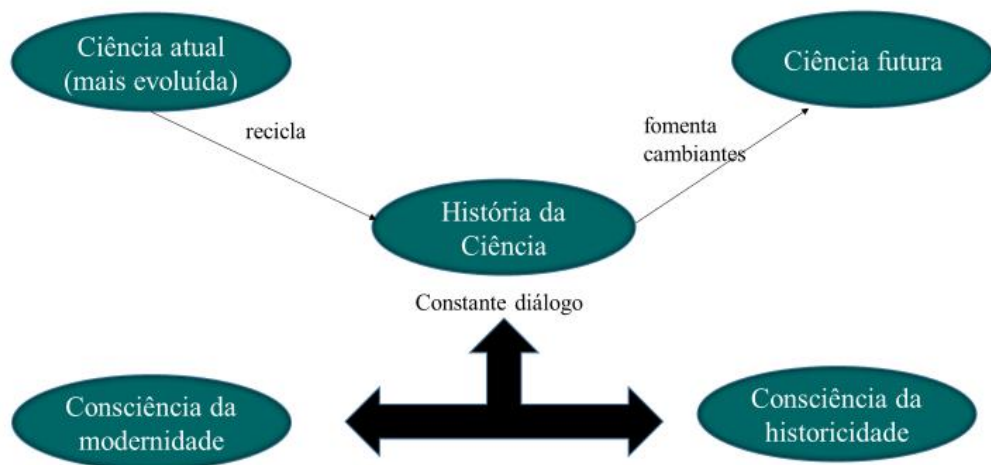 Ciência atual
(mais evoluída)
Ciência futura
recicla
fomenta
cambiantes
História da
Ciência
Constante diálogo
Consciência da
modernidade
Consciência da
historicidade